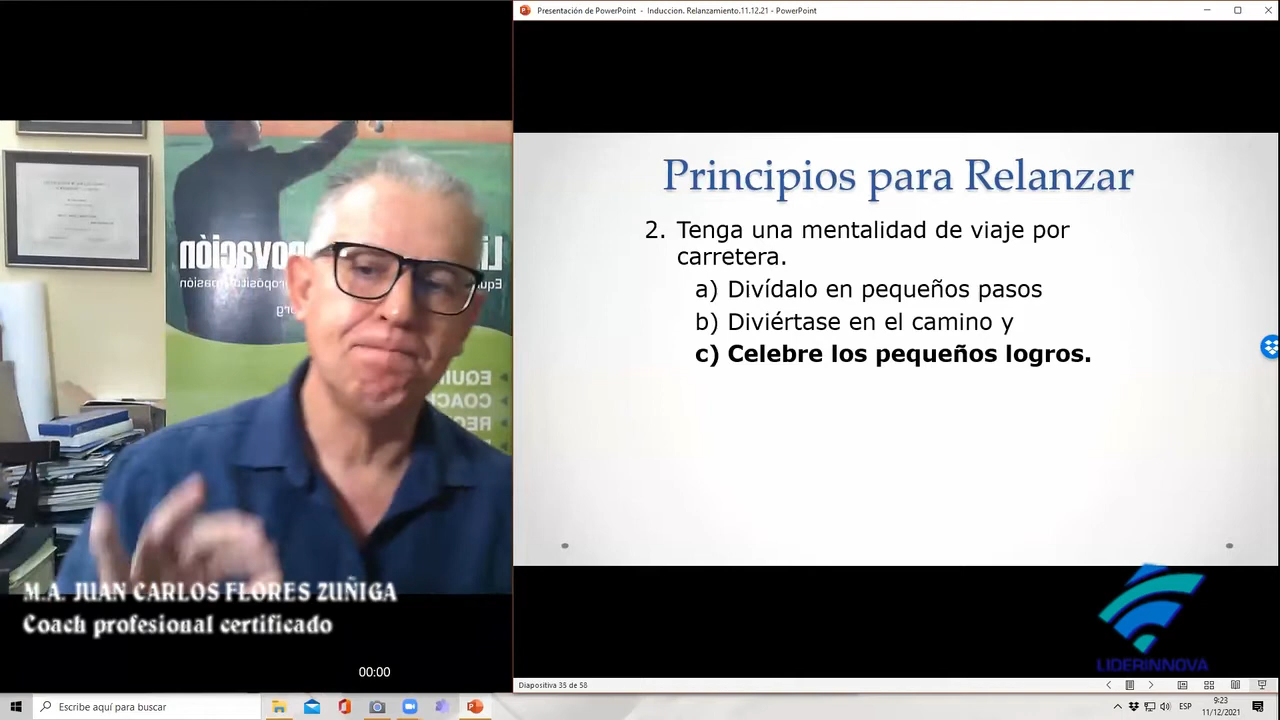 Presentación de PowerPoint - Induccion. Relanzamiento.11.12.21 - PowerPoint
Principios para Relanzar
2. Tenga una mentalidad de viaje por
carretera.
a) Divídalo en pequeños pasos
b) Diviértase en el camino y
c) Celebre los pequeños logros.
M.A. JUAN CARLOS FLORES ZUÑIGA
Coach profesional certificado
00:00
LIDERINNOVA
Diapositiva 35 de 58
Escribe aquí para buscar
ESP
9:23
11/12/2021